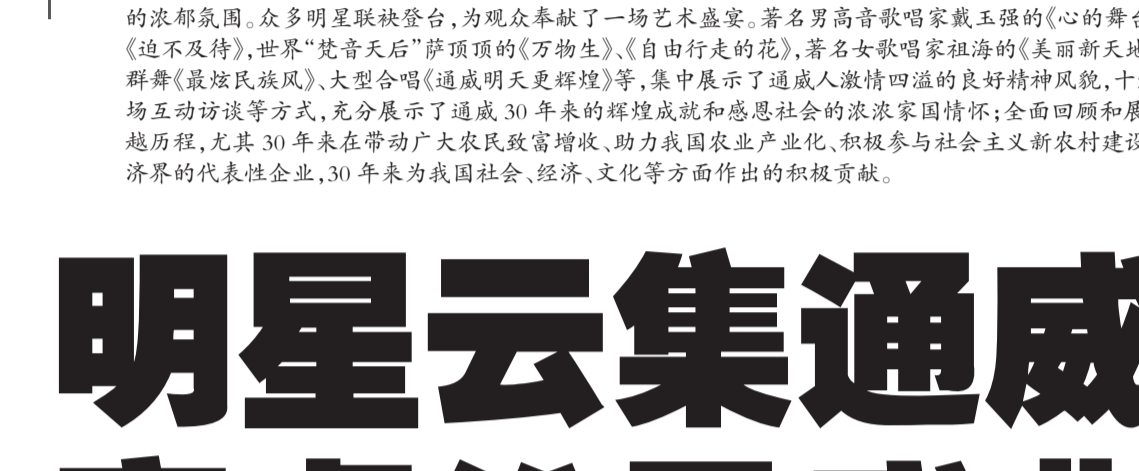 的浓郁氛围。众多明星联袂登台,为观众奉献了一场艺术盛宴。著名男高音歌唱家戴玉强的《心的舞台
《迫不及待》,世界“梵音天后”萨顶顶的《万物生》、《自由行走的花》,著名女歌唱家祖海的《美丽新天地
群舞《最炫民族风》、大型合唱《通威明天更辉煌》等,集中展示了通威人激情四溢的良好精神风貌,十
场互动访谈等方式,充分展示了通威 30 年来的辉煌成就和感恩社会的浓浓家国情怀;全面回顾和展
越历程,尤其 30 年来在带动广大农民致富增收、助力我国农业产业化、积极参与社会主义新农村建设
济界的代表性企业,30 年来为我国社会、经济、文化等方面作出的积极贡献。
明星云集通威